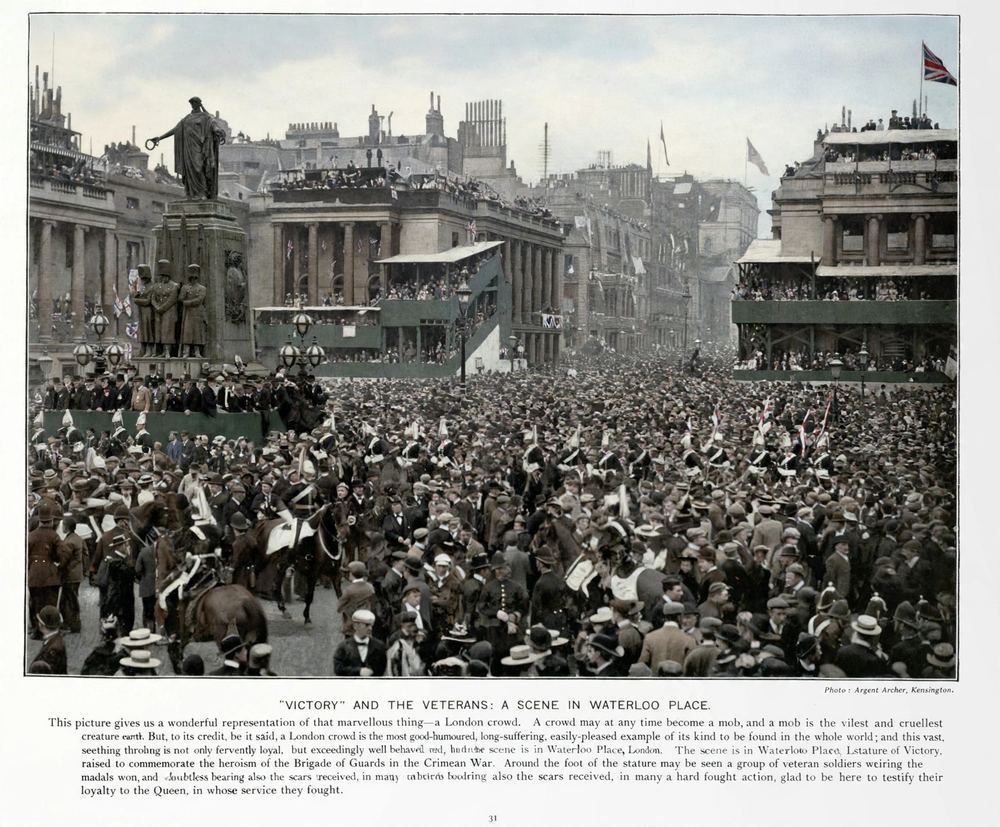 Photo : Argent Archer, Kensington.
"VICTORY" AND THE VETERANS: A SCENE IN WATERLOO PLACE.
This picture gives us a wonderful representation of that marvellous thing—a London crowd. A crowd may at any time become a mob, and a mob is the vilest and cruellest
creature earth. But, to its credit, be it said, a London crowd is the most good-humoured, long-suffering, easily-pleased example of its kind to be found in the whole world; and this vast,
seething throlng is not only fervently loyal, but exceedingly well behaved scene is in Waterloo Place, London. The scene is in Waterloo Place, Lstature of Victory,
raised to commemorate the heroism of the Brigade of Guards in the Crimean War. Around the foot of the stature may be seen a group of veteran soldiers weiring the
madals won, and doubtless bearing also the scars received, in many also the scars received, in many a hard fought action, glad to be here to testify their
loyalty to the Queen, in whose service they fought.
31